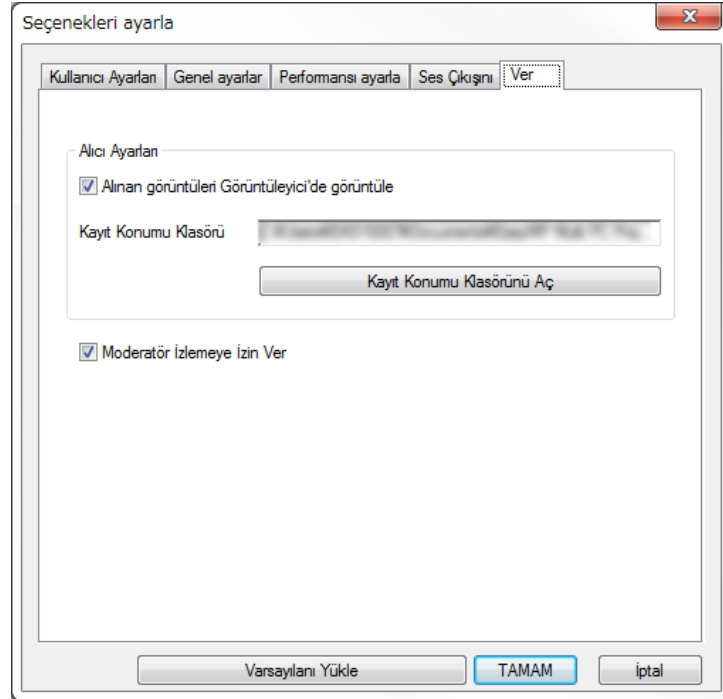 Seçenekleri ayarla
Kullanıcı Ayarları Genel ayarlar Performansı ayarla Ses Çıkışını Ver
Alıcı Ayarları
Alınan görüntüleri Görüntüleyici'de görüntüle
Kayıt Konumu Klasörü
Kayıt Konumu Klasörünü Aç
Moderatör İzlemeye İzin Ver
Varsayılanı Yükle TAMAM İptal